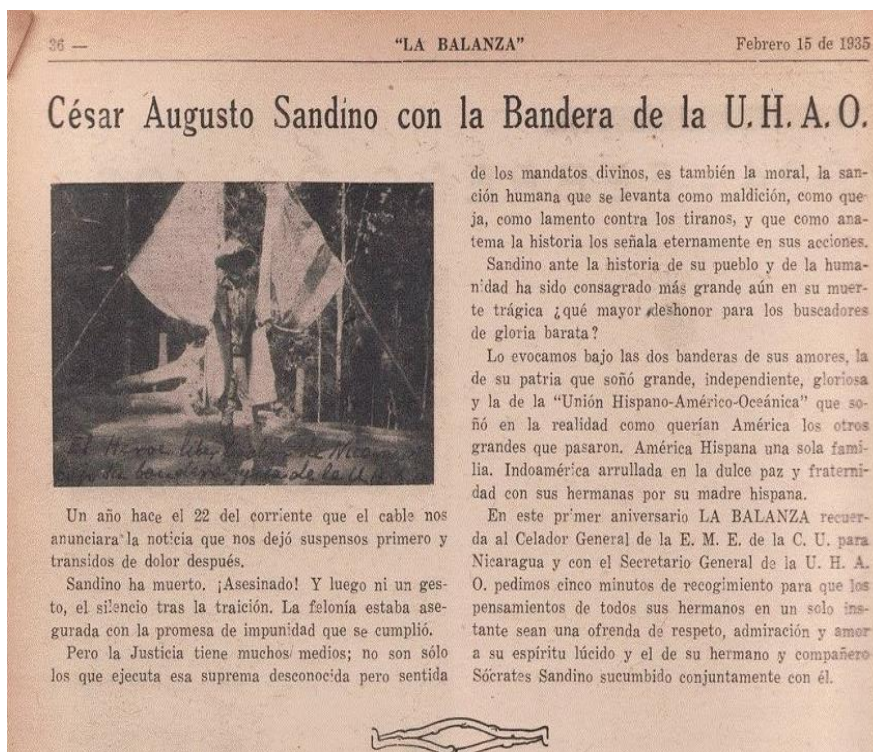 36 —
"LA BALANZA"
Febrero 15 de 1935
César Augusto Sandino con la Bandera de la U. H. A. O.
El Heroe libertador de Nicaragua
bajo su bandera y la de la U.H.A.O.
Un año hace el 22 del corriente que el cable nos
anunciara la noticia que nos dejó suspensos primero y
transidos de dolor después.
Sandino ha muerto. ¡Asesinado! Y luego ni un ges-
to, el silencio tras la traición. La felonía estaba ase-
gurada con la promesa de impunidad que se cumplió.
Pero la Justicia tiene muchos medios; no son sólo
los que ejecuta esa suprema desconocida pero sentida
de los mandatos divinos, es también la moral, la san-
ción humana que se levanta como maldición, como que-
ja, como lamento contra los tiranos, y que como ana-
tema la historia los señala eternamente en sus acciones.
Sandino ante la historia de su pueblo y de la huma-
nidad ha sido consagrado más grande aún en su muer-
te trágica ¿qué mayor deshonor para los buscadores
de gloria barata?
Lo evocamos bajo las dos banderas de sus amores, la
de su patria que soñó grande, independiente, gloriosa
y la de la "Unión Hispano-Américo-Oceánica" que so-
ñó en la realidad como querían América los otros
grandes que pasaron. América Hispana una sola fami-
lia. Indoamérica arrullada en la dulce paz y fraterni-
dad con sus hermanas por su madre hispana.
En este primer aniversario LA BALANZA recuer-
da al Celador General de la E. M. E. de la C. U. para
Nicaragua y con el Secretario General de la U. H. A.
O. pedimos cinco minutos de recogimiento para que los
pensamientos de todos sus hermanos en un solo ins-
tante sean una ofrenda de respeto, admiración y amor
a su espíritu lúcido y el de su hermano y compañero
Sócrates Sandino sucumbido conjuntamente con él.